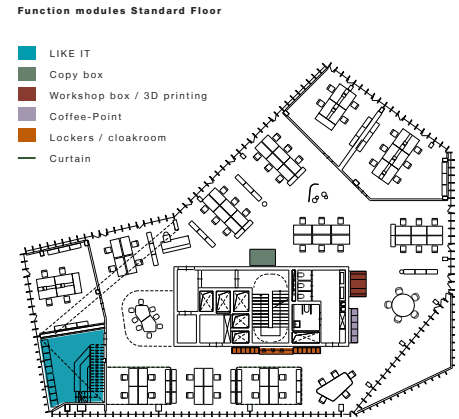 Function modules Standard Floor
LIKE IT
Copy box
Workshop box / 3D printing
Coffee-Point
Lockers / cloakroom
Curtain